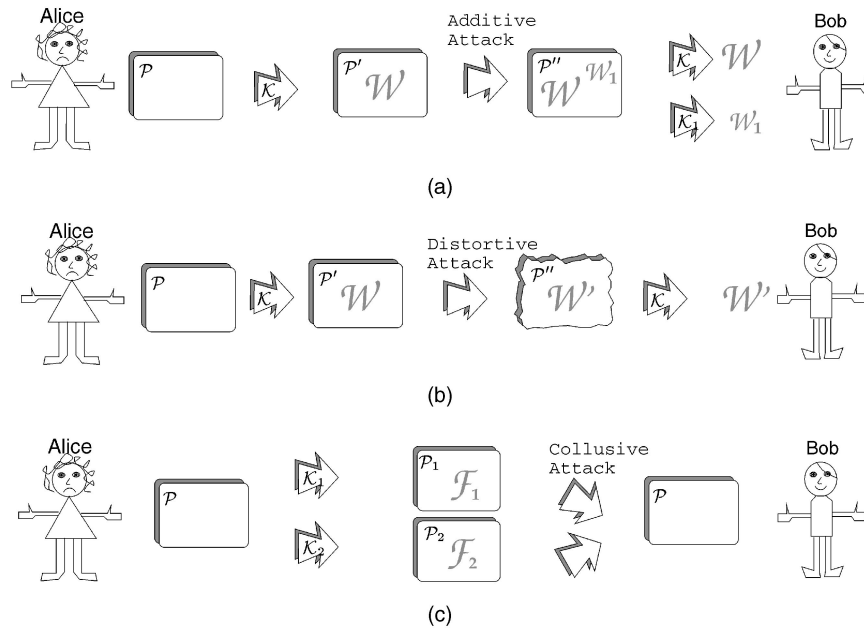 Alice
Additive
Attack
Bob
P
K
P'
W
P''
W W₁
K
W
K₁
W₁
(a)
Alice
Distortive
Attack
Bob
P
K
P'
W
P''
W'
K
W'
(b)
Alice
Collusive
Attack
Bob
P
K₁
K₂
P₁
F₁
P₂
F₂
P
(c)